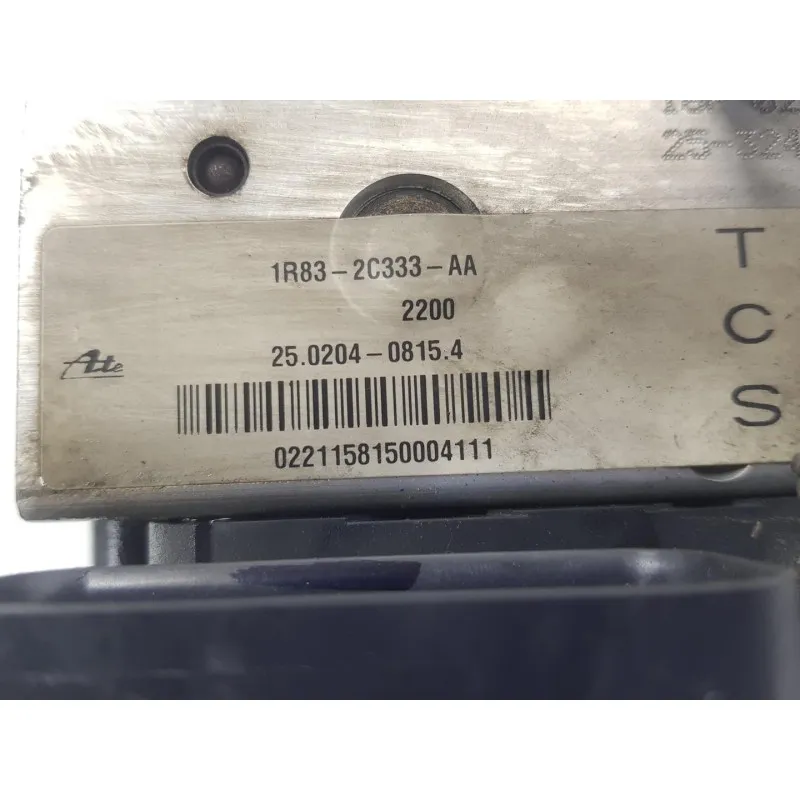 1R83-2C333-AA
2200
25.0204-0815.4
Ate
0221158150004111
T
C
S